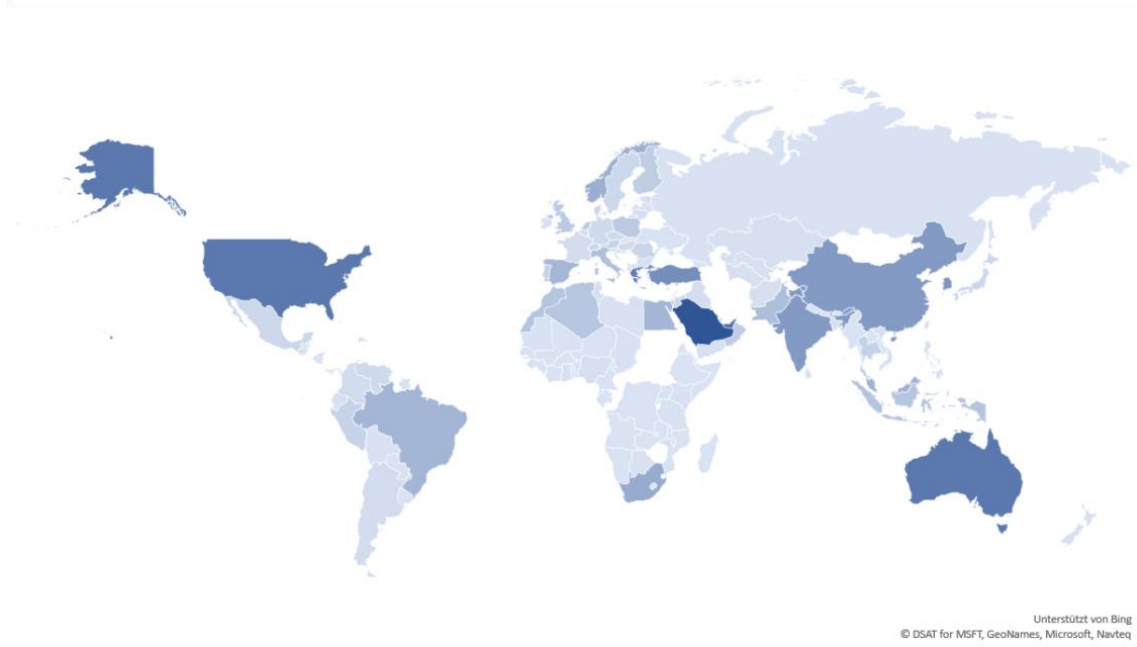 Unterstützt von Bing
© DSAT for MSFT, GeoNames, Microsoft, Navteq